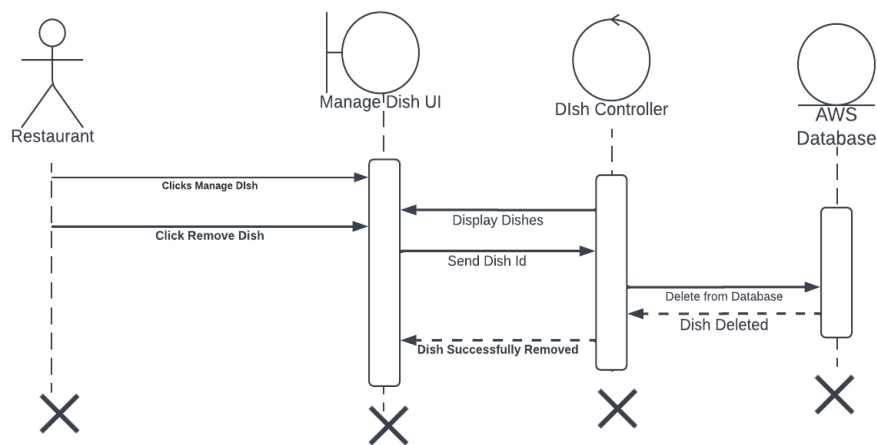 Restaurant
Manage Dish UI
DIsh Controller
AWS
Database
Clicks Manage DIsh
Display Dishes
Click Remove Dish
Send Dish Id
Delete from Database
Dish Deleted
Dish Successfully Removed